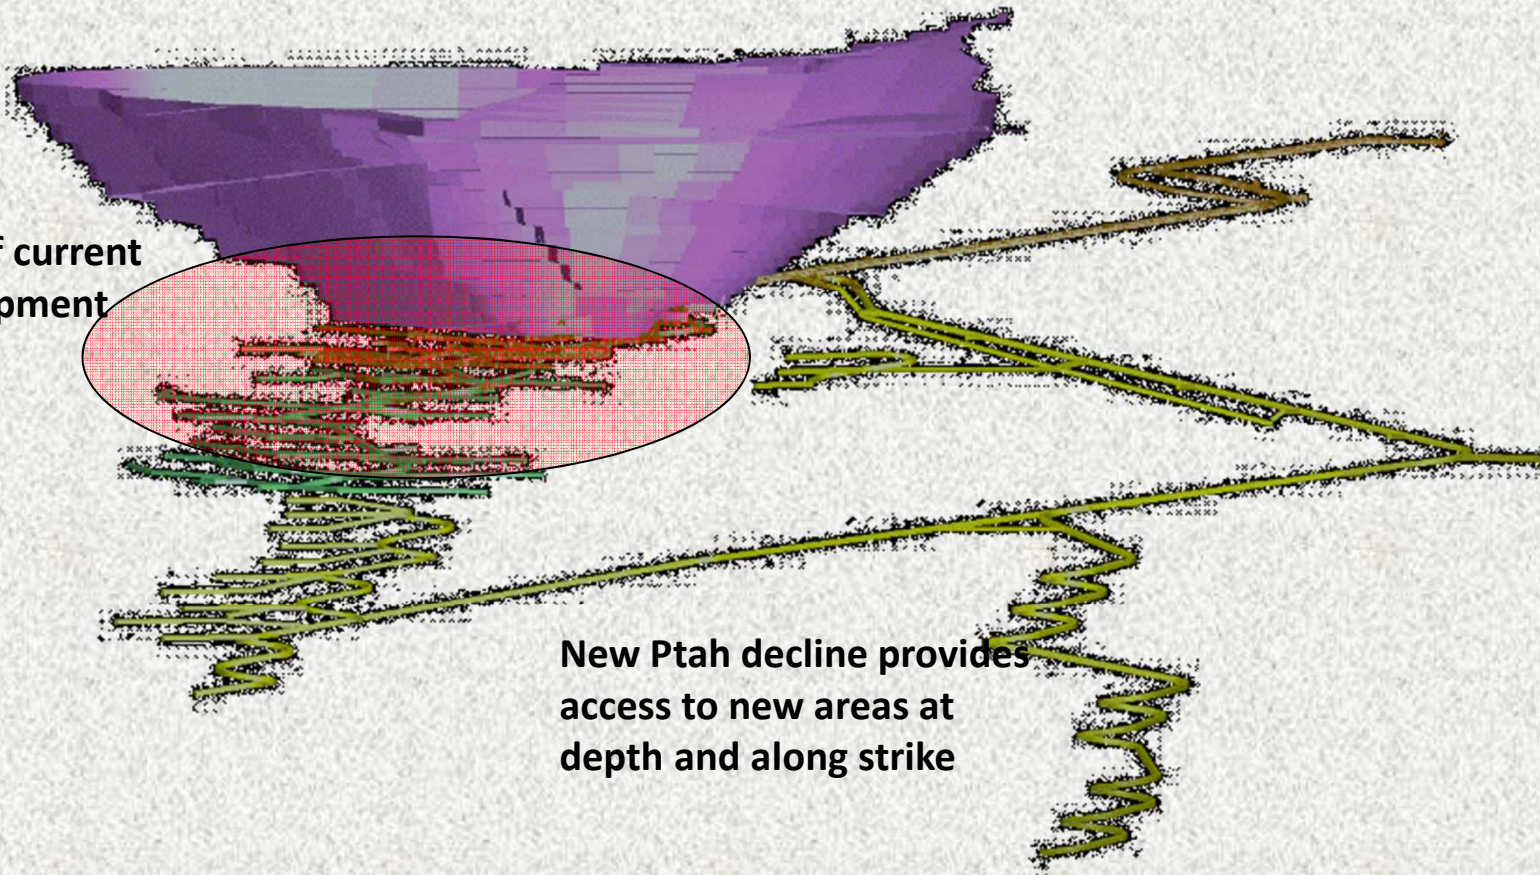 current
New Ptah decline provides
access to new areas at
depth and along strike